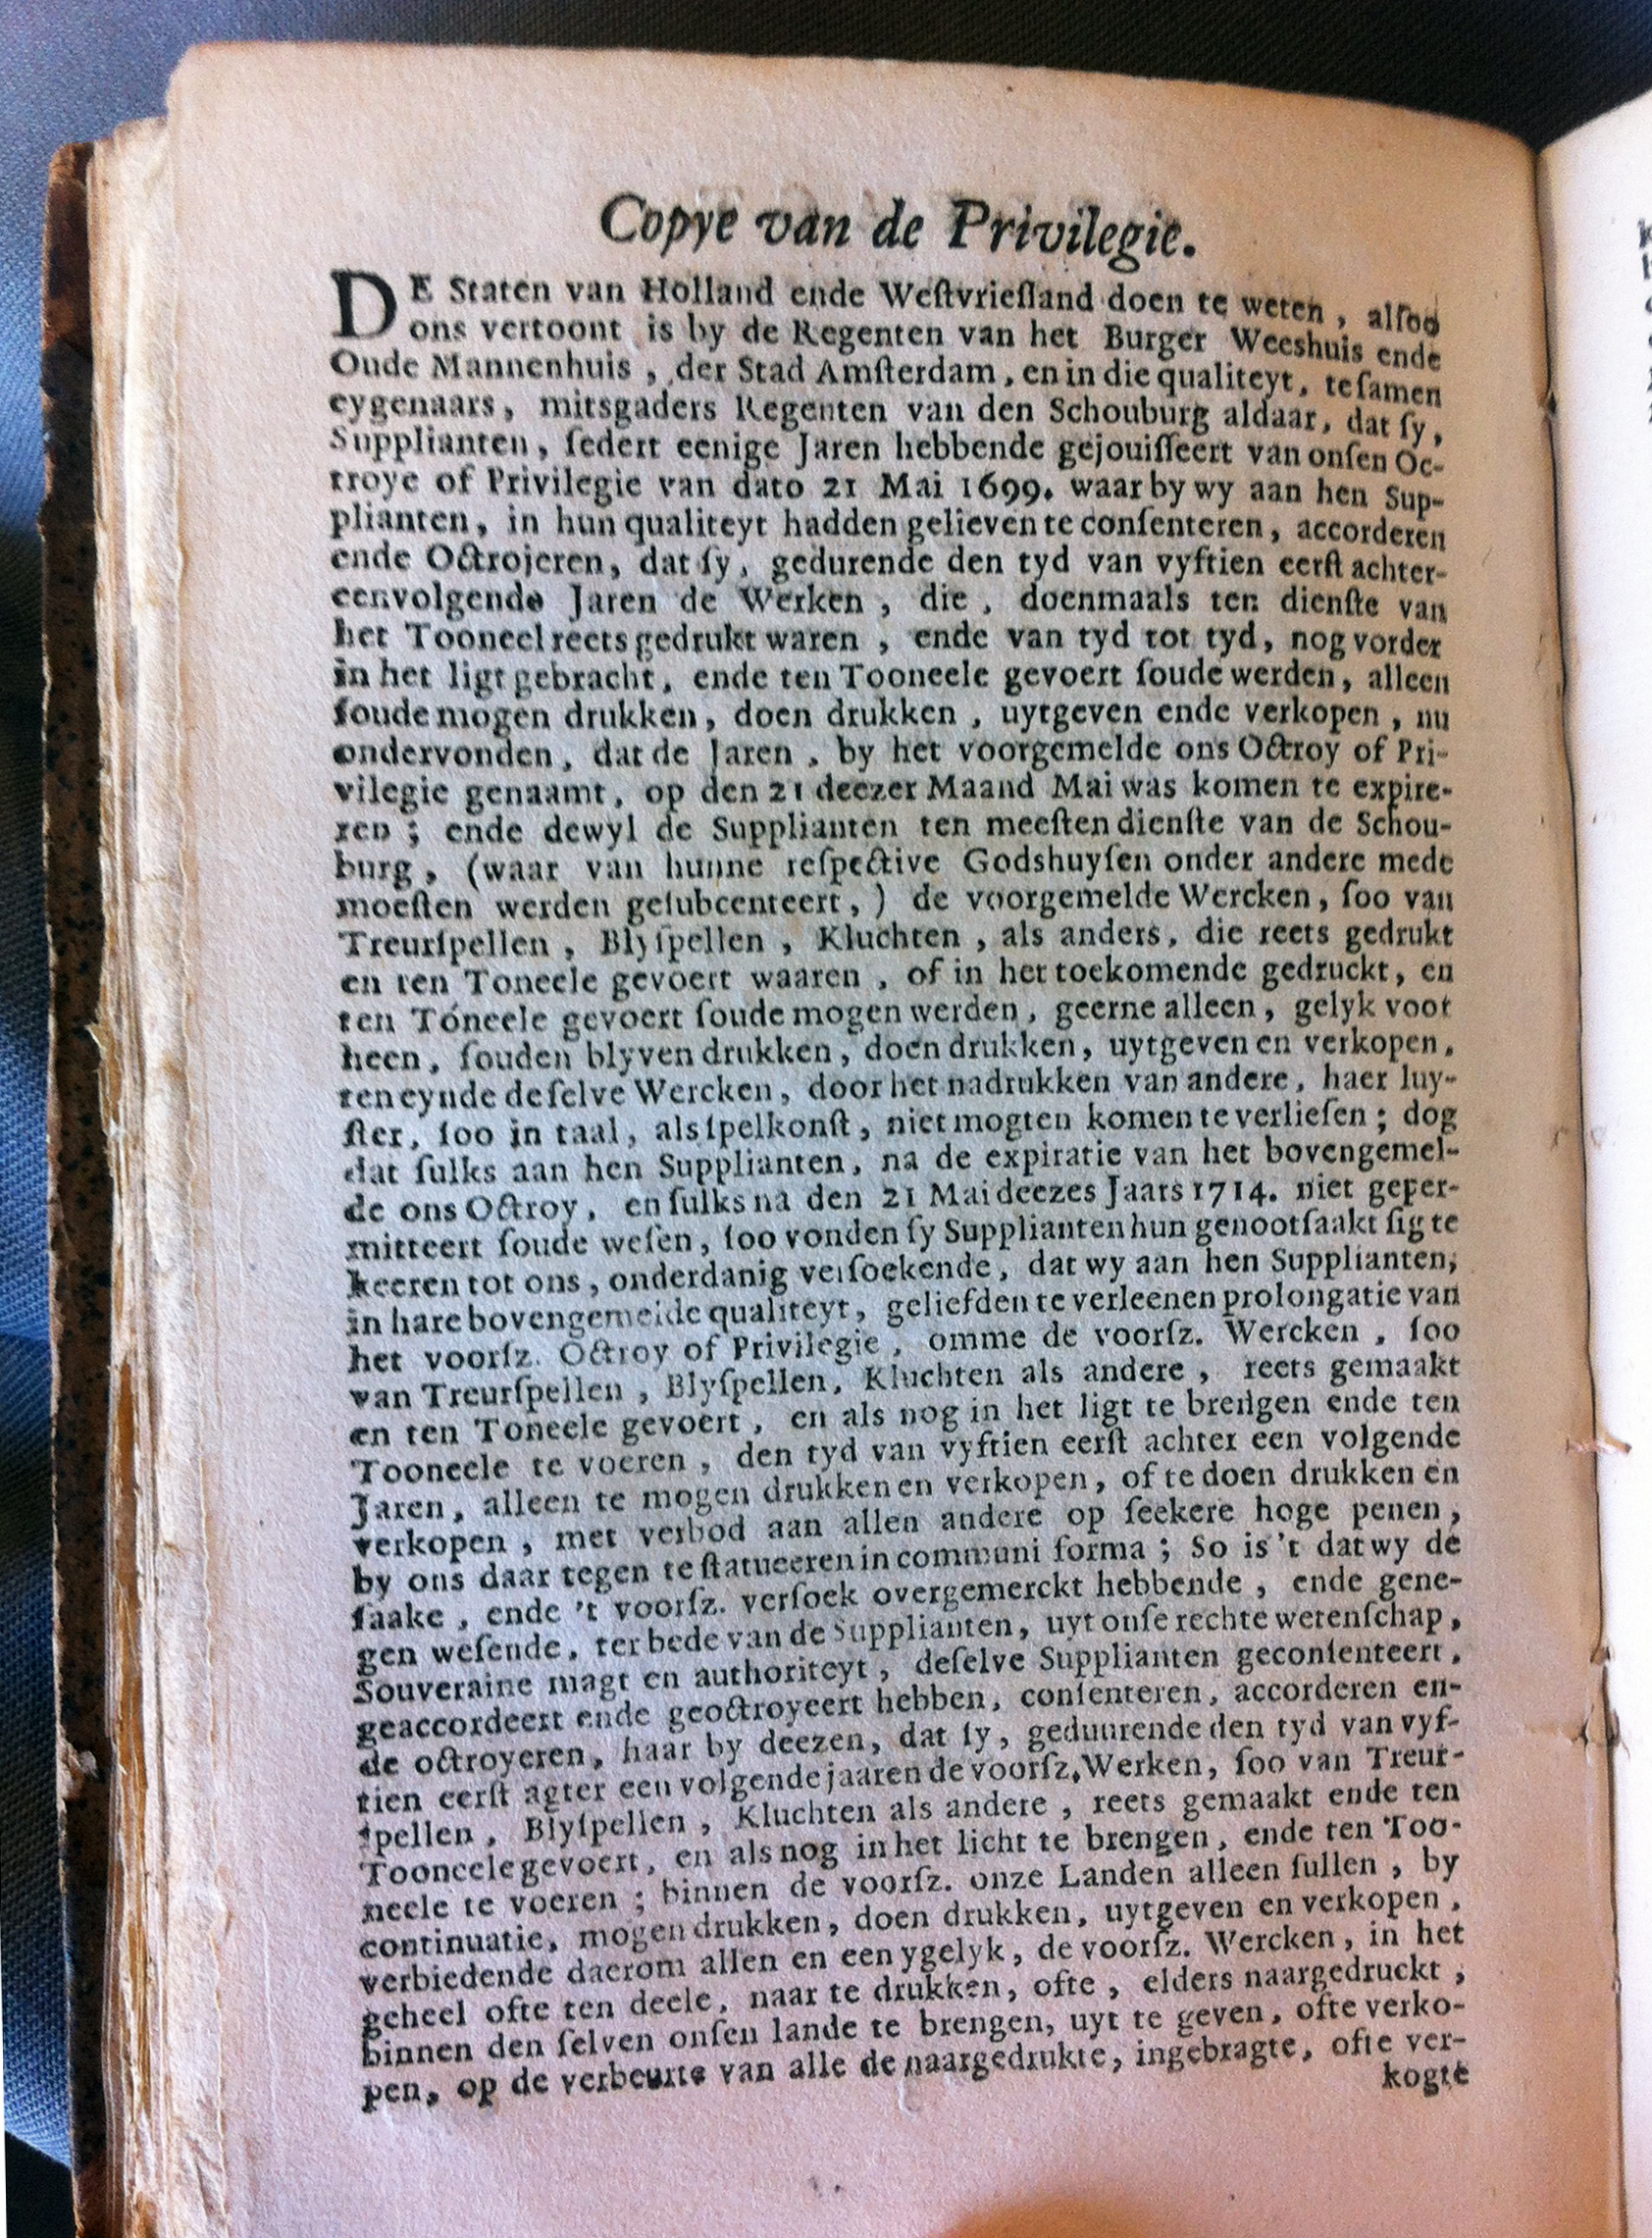 Copye van de Privilegie.
DE Staten van Holland ende Weſtvrieſland doen te weten, alſoo
ons vertoont is by de Regenten van het Burger Weeshuis ende
Oude Mannenhuis, der Stad Amſterdam, en in die qualiteyt, teſamen
eygenaars, mitsgaders Regenten van den Schouburg aldaar, dat ſy,
Supplianten, ſedert eenige Jaren hebbende gejouiſſeert van onſen Oc-
troye of Privilegie van dato 21 Mai 1699. waar by wy aan hen Sup-
plianten, in hun qualiteyt hadden gelieven te conſenteren, accorderen
ende Octrojeren, dat ſy, gedurende den tyd van vyftien eerſt achter-
eenvolgende Jaren de Werken, die, doenmaals ten dienſte van
het Tooneel reets gedrukt waren, ende van tyd tot tyd, nog vorder
in het ligt gebracht, ende ten Tooneele gevoert ſoude werden, alleen
ſoude mogen drukken, doen drukken, uytgeven ende verkopen, nu
ondervonden, dat de Jaren, by het voorgemelde ons Octroy of Pri-
vilegie genaamt, op den 21 deezer Maand Mai was komen te expire-
ren; ende dewyl de Supplianten ten meeſten dienſte van de Schou-
burg, (waar van hunne reſpective Godshuyſen onder andere mede
moeſten werden geſubcenteert,) de voorgemelde Wercken, ſoo van
Treurſpellen, Blyſpellen, Kluchten, als anders, die reets gedrukt
en ten Toneele gevoert waaren, of in het toekomende gedruckt, en
ten Tóneele gevoert ſoude mogen werden, geerne alleen, gelyk voor
heen, ſouden blyven drukken, doen drukken, uytgeven en verkopen,
ten eynde deſelve Wercken, door het nadrukken van andere, haer luy-
ſter, ſoo in taal, als ſpelkonſt, niet mogten komen te verlieſen; dog
dat ſulks aan hen Supplianten, na de expiratie van het bovengemel-
de ons Octroy, en ſulks na den 21 Mai deezes Jaars 1714. niet geper-
mitteert ſoude weſen, ſoo vonden ſy Supplianten hun genootſaakt ſig te
keeren tot ons, onderdanig verſoekende, dat wy aan hen Supplianten,
in hare bovengemelde qualiteyt, geliefden te verleenen prolongatie van
het voorſz. Octroy of Privilegie, omme de voorſz. Wercken, ſoo
van Treurſpellen, Blyſpellen, Kluchten als andere, reets gemaakt
en ten Toneele gevoert, en als nog in het ligt te breilgen ende ten
Tooneele te voeren, den tyd van vyftien eerſt achter een volgende
Jaren, alleen te mogen drukken en verkopen, of te doen drukken en
verkopen, met verbod aan allen andere op ſeekere hoge penen,
by ons daar tegen te ſtatueeren in communi forma; So is 't dat wy de
ſaake, ende 't voorſz. verſoek overgemerckt hebbende, ende gene-
gen weſende, ter bede van de Supplianten, uyt onſe rechte wetenſchap,
Souveraine magt en authoriteyt, deſelve Supplianten geconſenteert,
geaccordeert ende geoctroyeert hebben, conſenteren, accorderen en-
de octroyeren, haar by deezen, dat ſy, geduurende den tyd van vyf-
tien eerſt agter een volgende jaaren de voorſz. Werken, ſoo van Treur-
ſpellen, Blyſpellen, Kluchten als andere, reets gemaakt ende ten
Tooneele gevoert, en als nog in het licht te brengen, ende ten Too-
neele te voeren; binnen de voorſz. onze Landen alleen ſullen, by
continuatie, mogen drukken, doen drukken, uytgeven en verkopen,
verbiedende daerom allen en een ygelyk, de voorſz. Wercken, in het
geheel ofte ten deele, naar te drukken, ofte, elders naargedruckt,
binnen den ſelven onſen lande te brengen, uyt te geven, ofte verko-
pen, op de verbeurte van alle de naargedrukte, ingebragte, ofte ver-
kogte